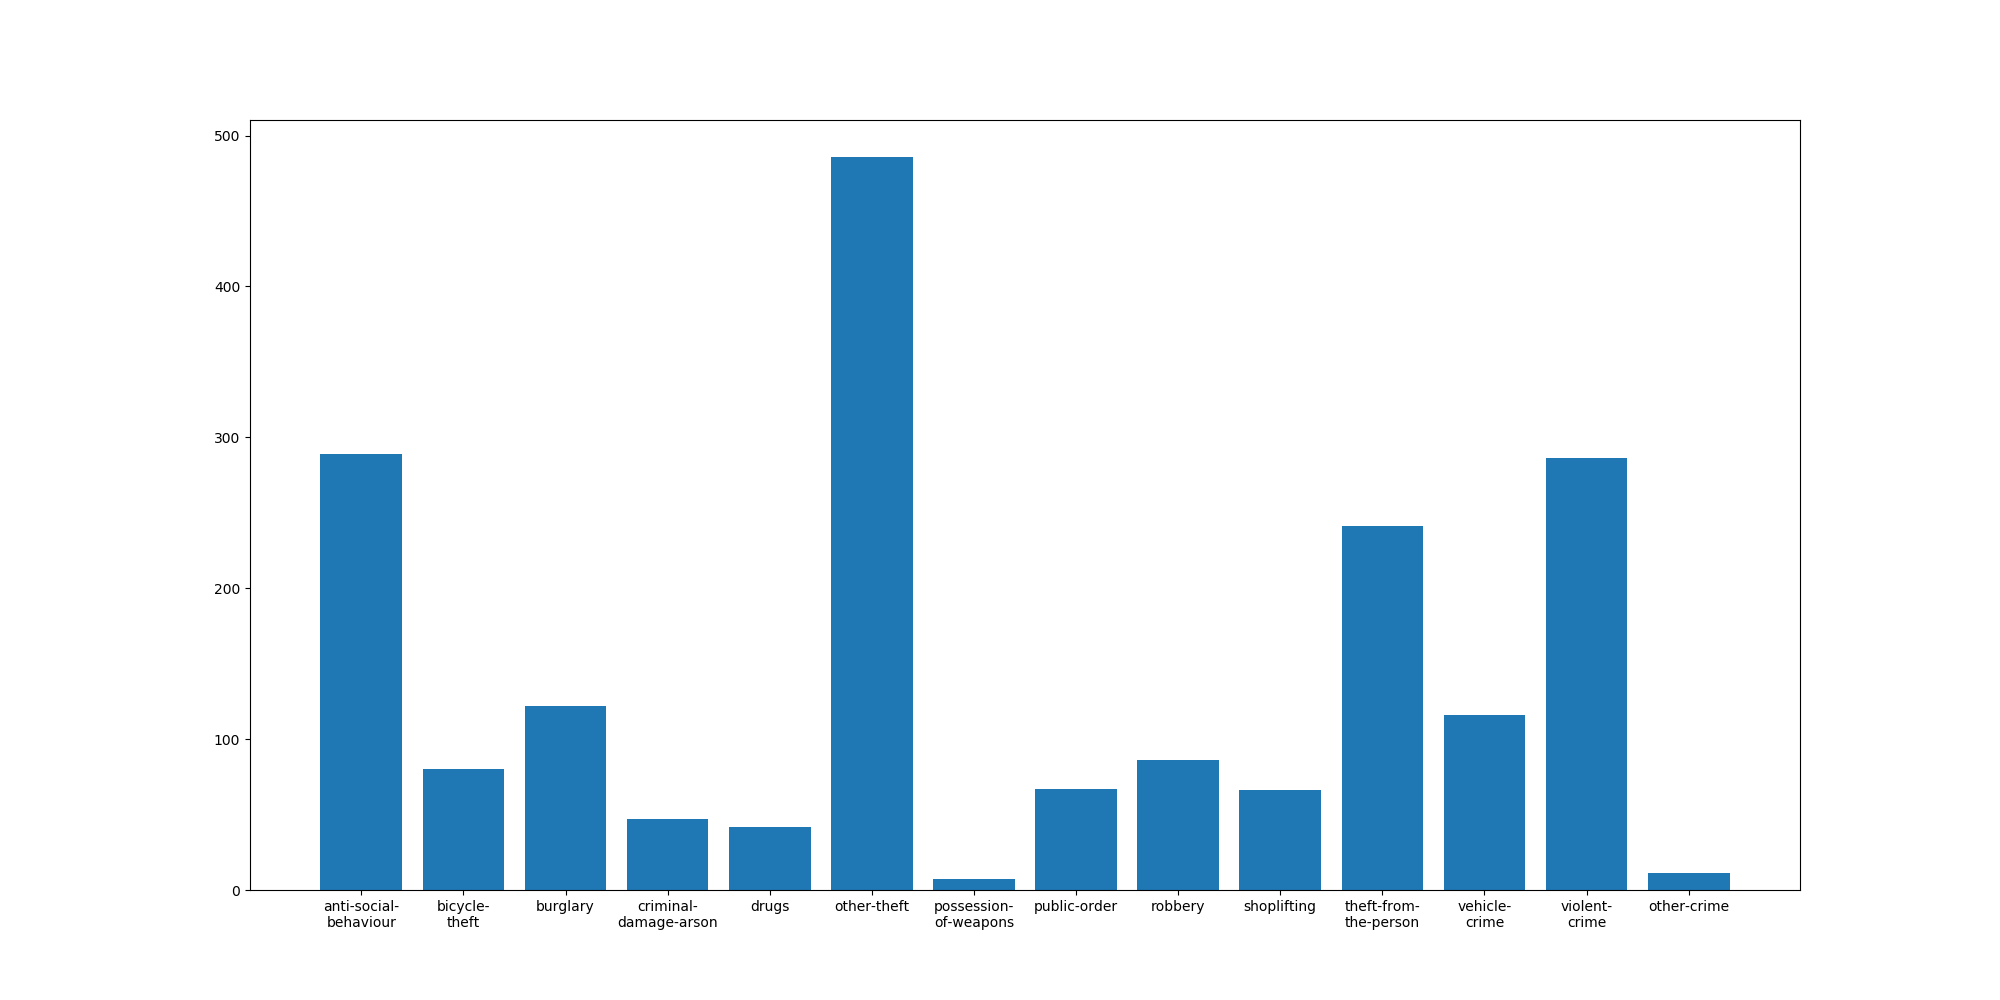 500
400
300
200
100
0
anti-social-
behaviour
bicycle-
theft
burglary
criminal-
damage-arson
drugs
other-theft
possession-
of-weapons
public-order
robbery
shoplifting
theft-from-
the-person
vehicle-
crime
violent-
crime
other-crime